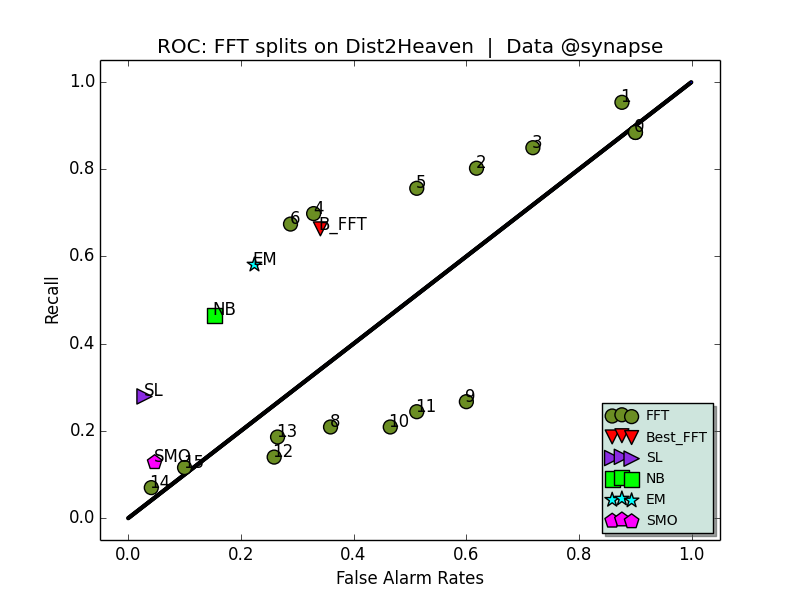 ROC: FFT splits on Dist2Heaven | Data @synapse
1.0
0.8
0.6
0.4
0.2
0.0
Recall
0.0 0.2 0.4 0.6 0.8 1.0
False Alarm Rates
1
3
2
5
4
6
B_FFT
EM
NB
SL
9
11
8
10
13
12
SMO
15
14
FFT
Best_FFT
SL
NB
EM
SMO